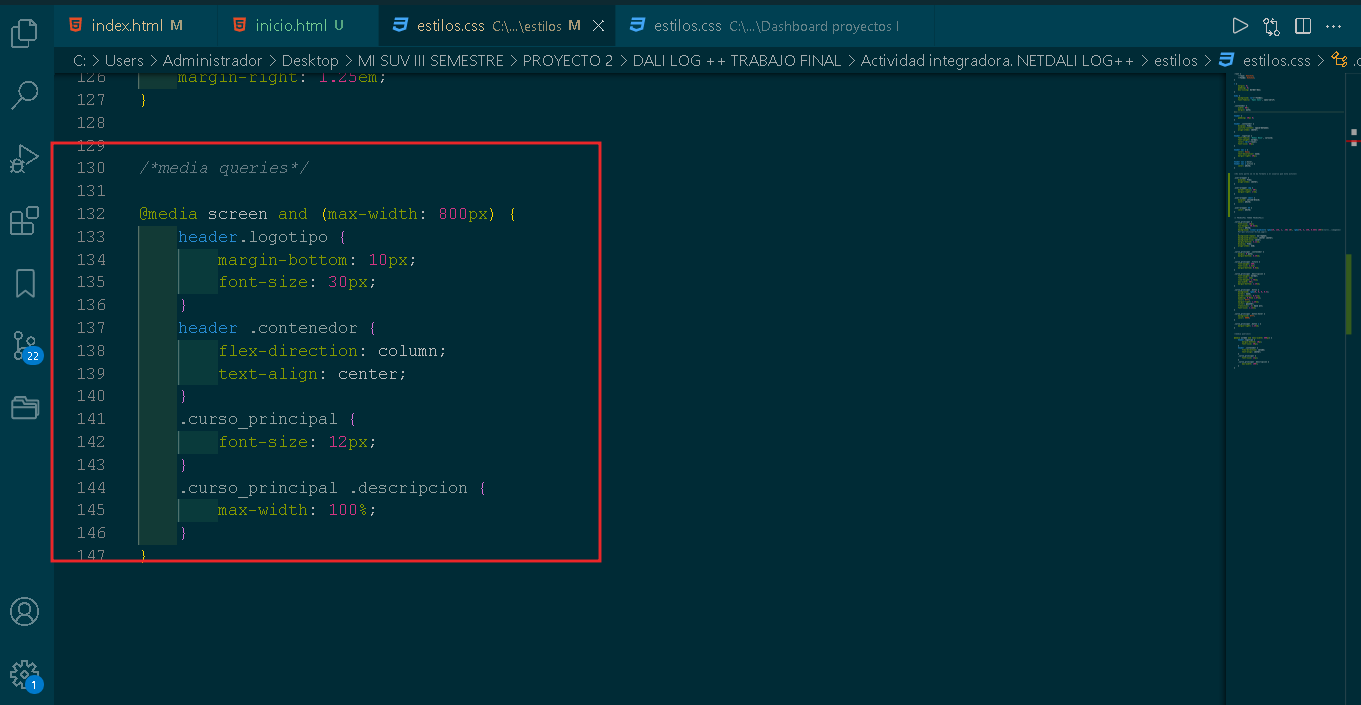 index.html M
inicio.html U
estilos.css C:\...\estilos M
estilos.css C:\...\Dashboard proyectos I
C: > Users > Administrador > Desktop > MI SUV III SEMESTRE > PROYECTO 2 > DALI LOG ++ TRABAJO FINAL > Actividad integradora. NETDALI LOG++ > estilos > estilos.css >
126 margin-right: 1.25em;
127 }
128
129
130 /*media queries*/
131
132 @media screen and (max-width: 800px) {
133 header.logotipo {
134 margin-bottom: 10px;
135 font-size: 30px;
136 }
137 header .contenedor {
138 flex-direction: column;
139 text-align: center;
140 }
141 .curso_principal {
142 font-size: 12px;
143 }
144 .curso_principal .descripcion {
145 max-width: 100%;
146 }
147 }
22
1